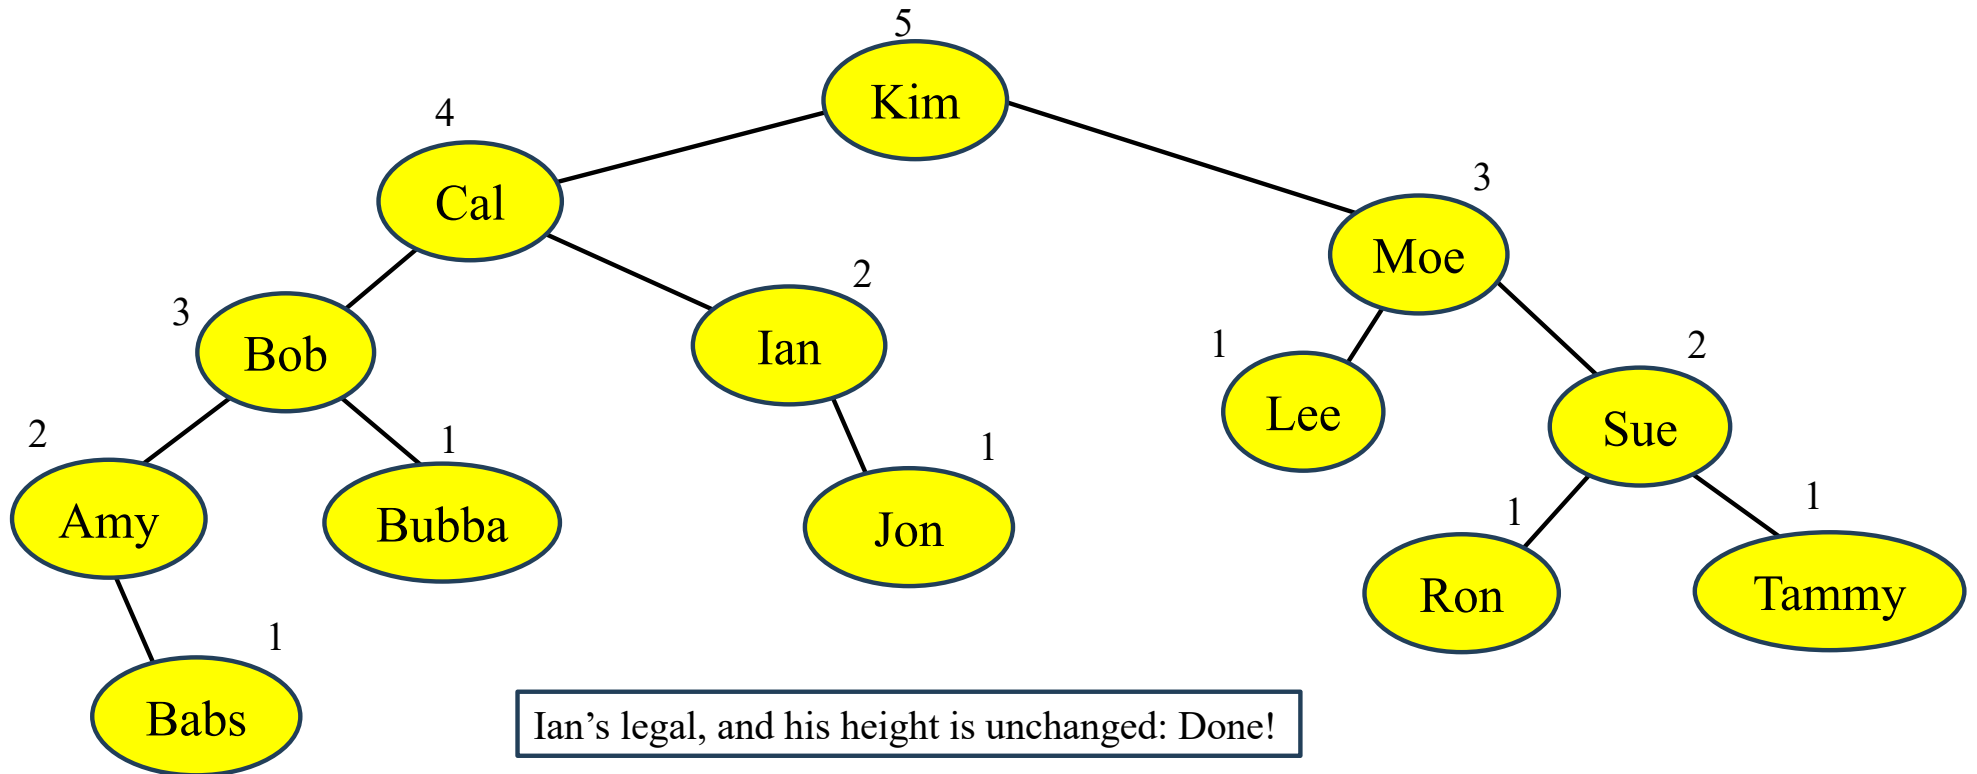 5
Kim
4
Cal
3
Moe
2
Ian
3
Bob
1
Lee
2
Sue
2
Amy
1
Bubba
1
Jon
1
Ron
1
Tammy
1
Babs
Ian’s legal, and his height is unchanged: Done!